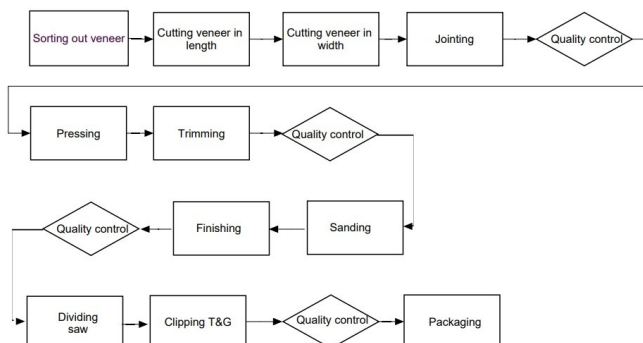 Sorting out veneer
Cutting veneer in
length
Cutting veneer in
width
Jointing
Quality control
Pressing
Trimming
Quality control
Quality control
Finishing
Sanding
Dividing
saw
Clipping T&G
Quality control
Packaging